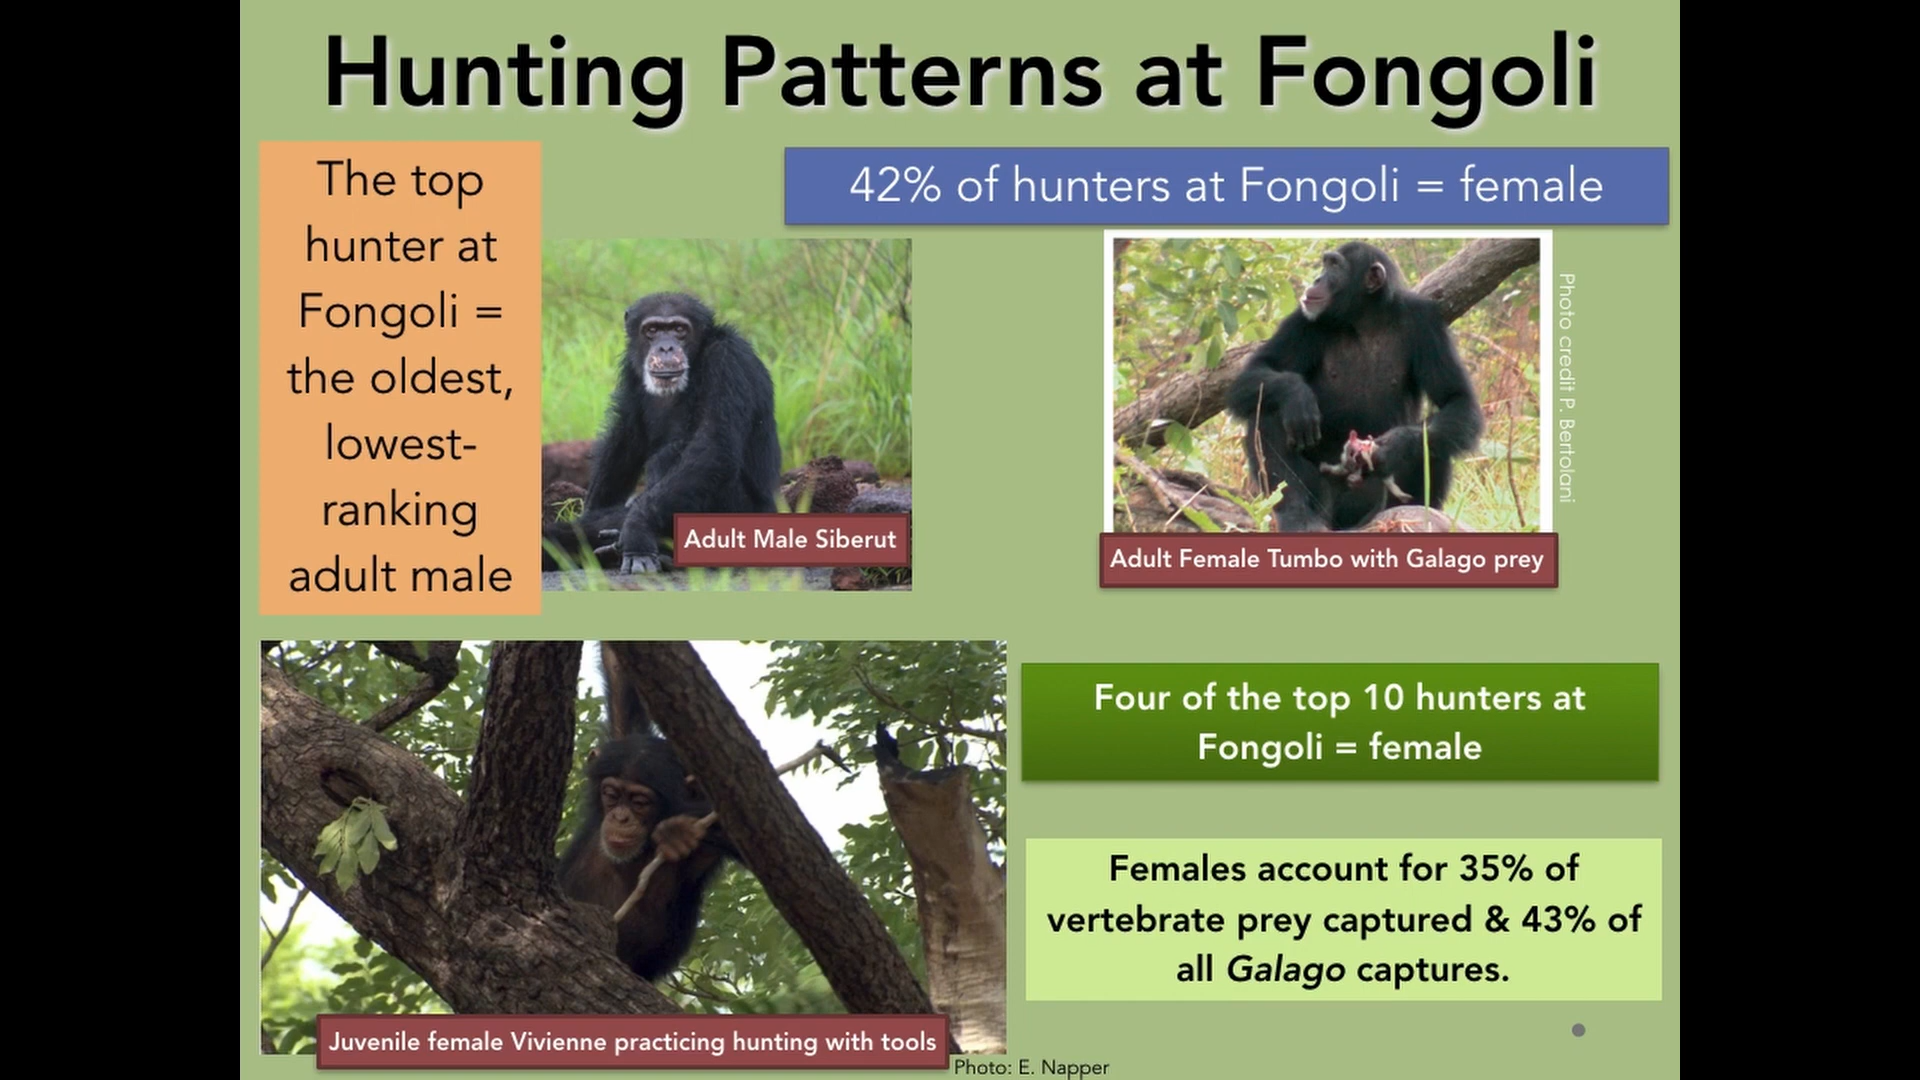 Hunting Patterns at Fongoli
The top
hunter at
Fongoli =
the oldest,
lowest-
ranking
adult male
42% of hunters at Fongoli = female
Adult Male Siberut
Photo credit P. Bertolani
Adult Female Tumbo with Galago prey
Four of the top 10 hunters at
Fongoli = female
Females account for 35% of
vertebrate prey captured & 43% of
all Galago captures.
Juvenile female Vivienne practicing hunting with tools
Photo: E. Napper